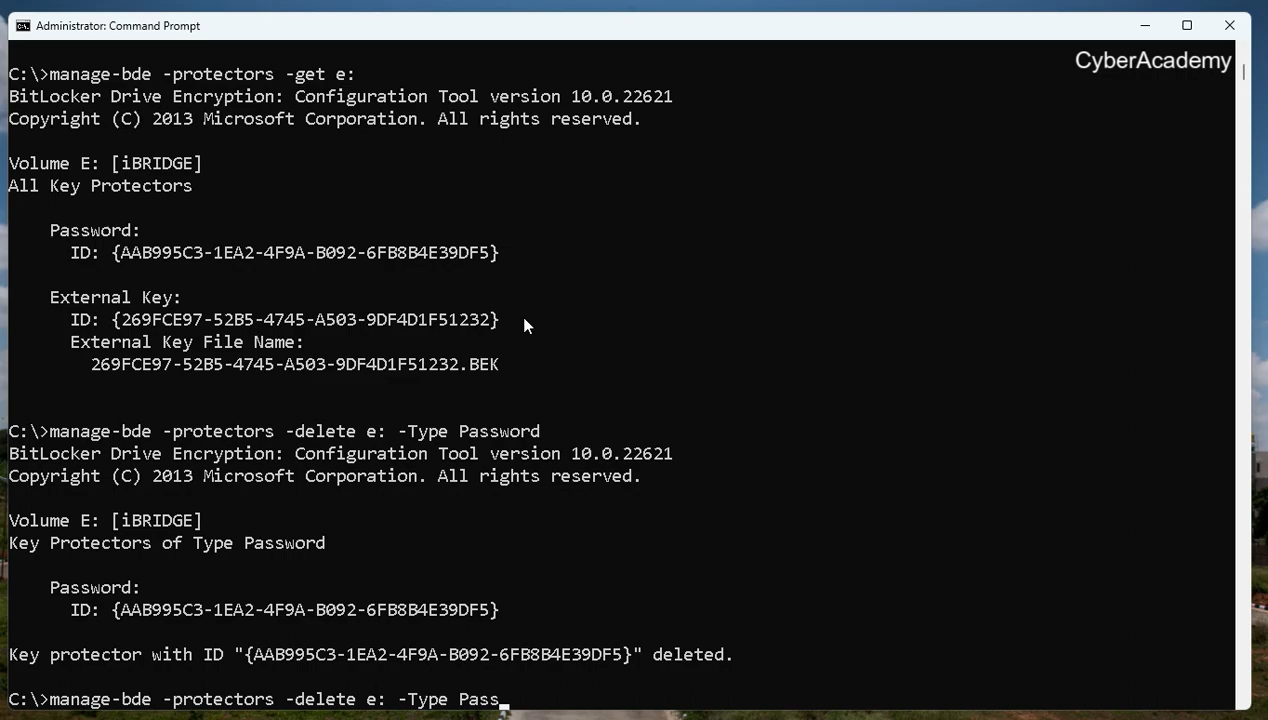 Administrator: Command Prompt
CyberAcademy
C:\>manage-bde -protectors -get e:
BitLocker Drive Encryption: Configuration Tool version 10.0.22621
Copyright (C) 2013 Microsoft Corporation. All rights reserved.
Volume E: [iBRIDGE]
All Key Protectors
Password:
ID: {AAB995C3-1EA2-4F9A-B092-6FB8B4E39DF5}
External Key:
ID: {269FCE97-52B5-4745-A503-9DF4D1F51232}
External Key File Name:
269FCE97-52B5-4745-A503-9DF4D1F51232.BEK
C:\>manage-bde -protectors -delete e: -Type Password
BitLocker Drive Encryption: Configuration Tool version 10.0.22621
Copyright (C) 2013 Microsoft Corporation. All rights reserved.
Volume E: [iBRIDGE]
Key Protectors of Type Password
Password:
ID: {AAB995C3-1EA2-4F9A-B092-6FB8B4E39DF5}
Key protector with ID "{AAB995C3-1EA2-4F9A-B092-6FB8B4E39DF5}" deleted.
C:\>manage-bde -protectors -delete e: -Type Pass